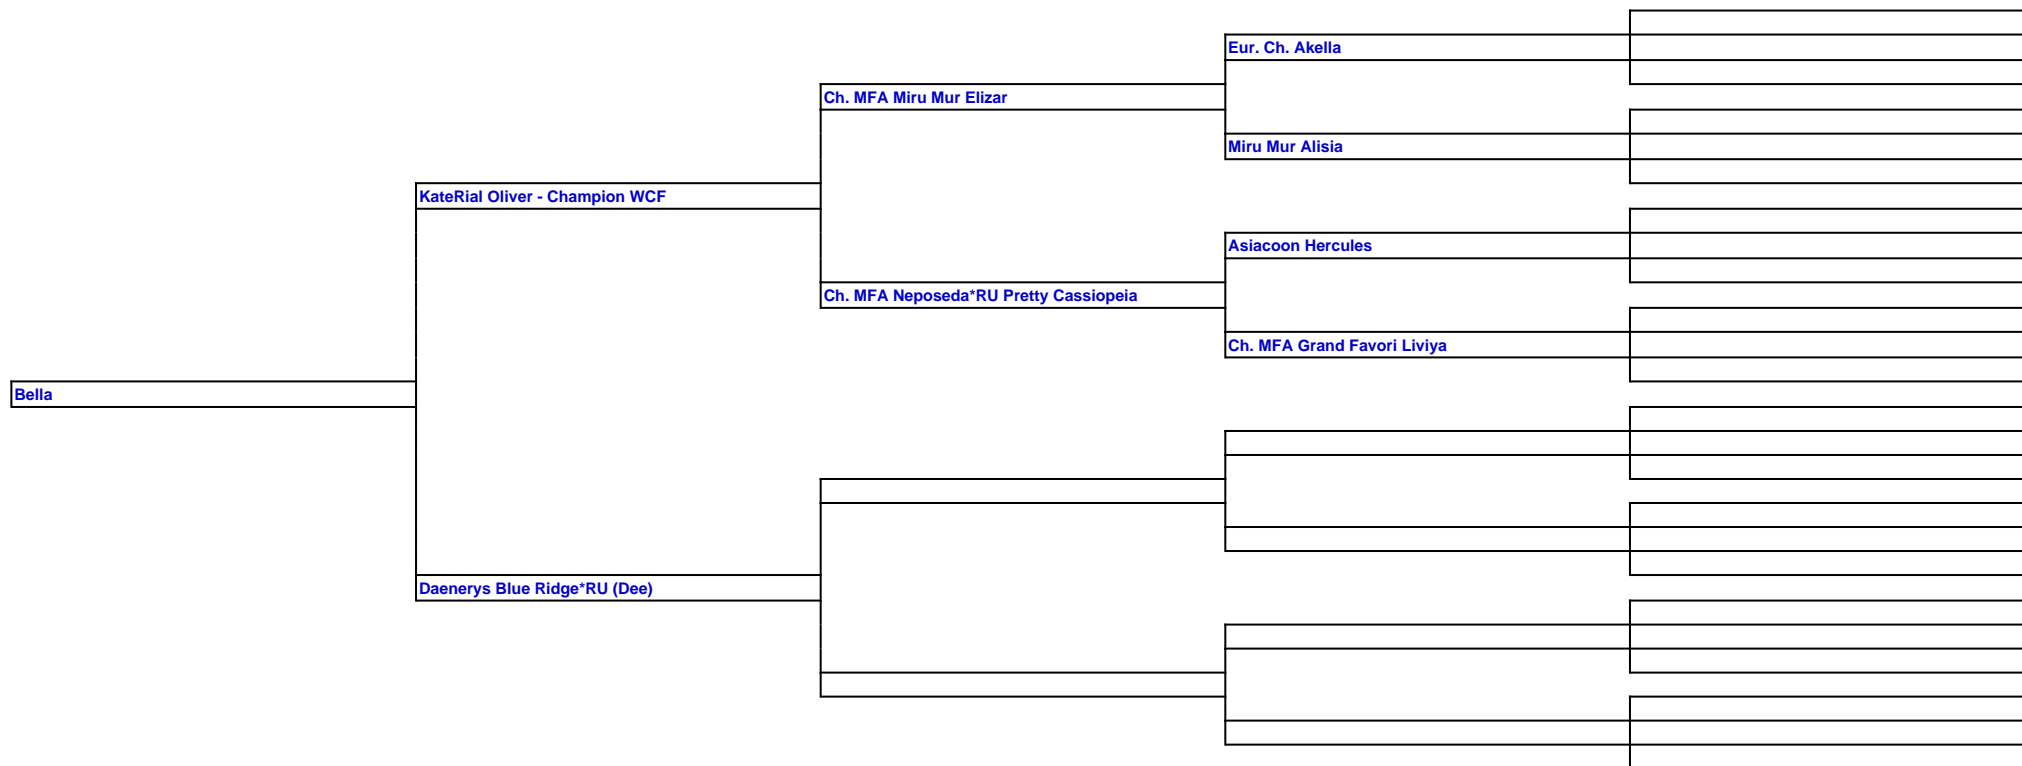 Eur. Ch. Akella
Ch. MFA Miru Mur Elizar
Miru Mur Alisia
KateRial Oliver - Champion WCF
Asiacoon Hercules
Ch. MFA Neposeda*RU Pretty Cassiopeia
Ch. MFA Grand Favori Liviya
Bella
Daenerys Blue Ridge*RU (Dee)